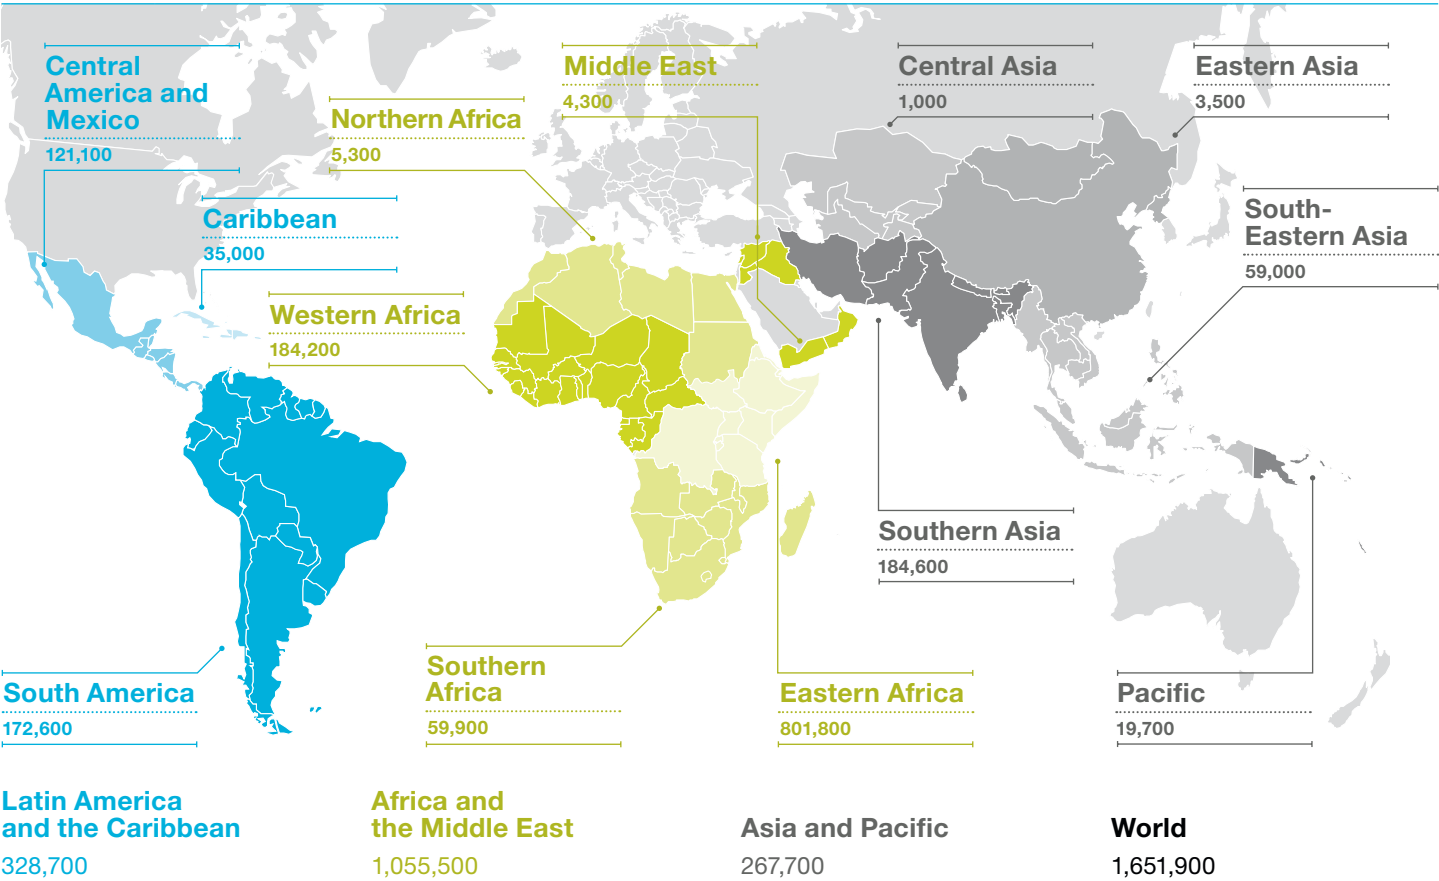 Central
America and
Mexico
121,100
Caribbean
35,000
Northern Africa
5,300
Western Africa
184,200
Middle East
4,300
Central Asia
1,000
Eastern Asia
3,500
South-
Eastern Asia
59,000
Southern Asia
184,600
South America
172,600
Southern
Africa
59,900
Eastern Africa
801,800
Pacific
19,700
Latin America
and the Caribbean
328,700
Africa and
the Middle East
1,055,500
Asia and Pacific
267,700
World
1,651,900